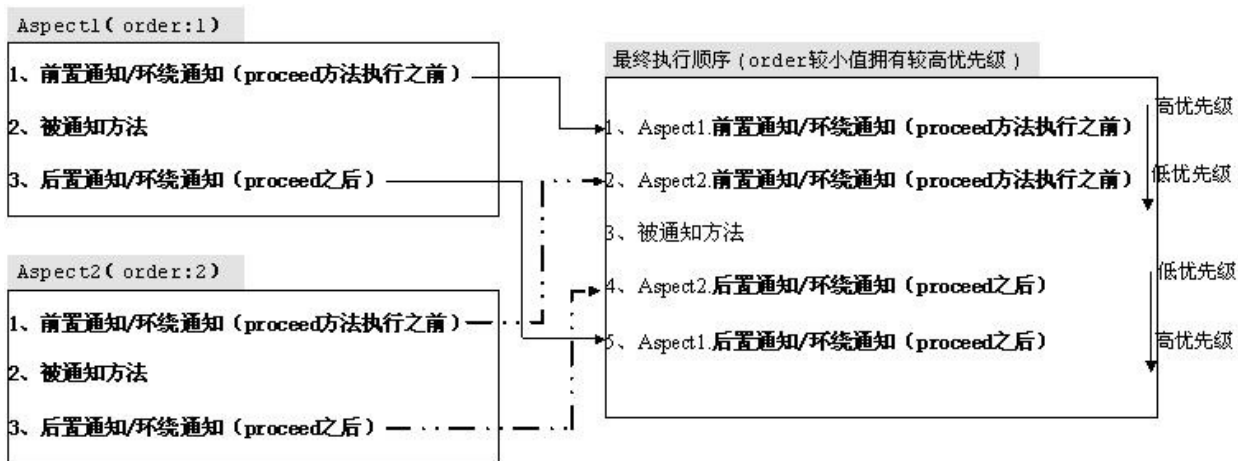 Aspect1(order:1)
1、前置通知/环绕通知（proceed方法执行之前）
2、被通知方法
3、后置通知/环绕通知（proceed之后）
Aspect2(order:2)
1、前置通知/环绕通知（proceed方法执行之前）
2、被通知方法
3、后置通知/环绕通知（proceed之后）
最终执行顺序(order较小值拥有较高优先级)
1、Aspect1.前置通知/环绕通知（proceed方法执行之前）
2、Aspect2.前置通知/环绕通知（proceed方法执行之前）
3、被通知方法
4、Aspect2.后置通知/环绕通知（proceed之后）
5、Aspect1.后置通知/环绕通知（proceed之后）
高优先级
低优先级
低优先级
高优先级